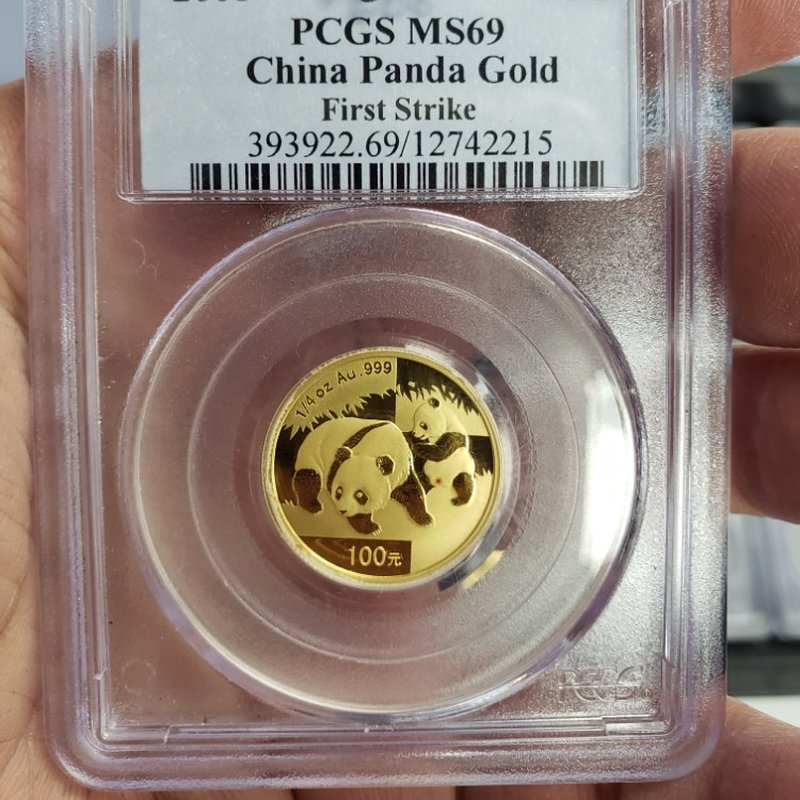 PCGS MS69
China Panda Gold
First Strike
393922.69/12742215
1/4 oz Au .999
100元
PCGS